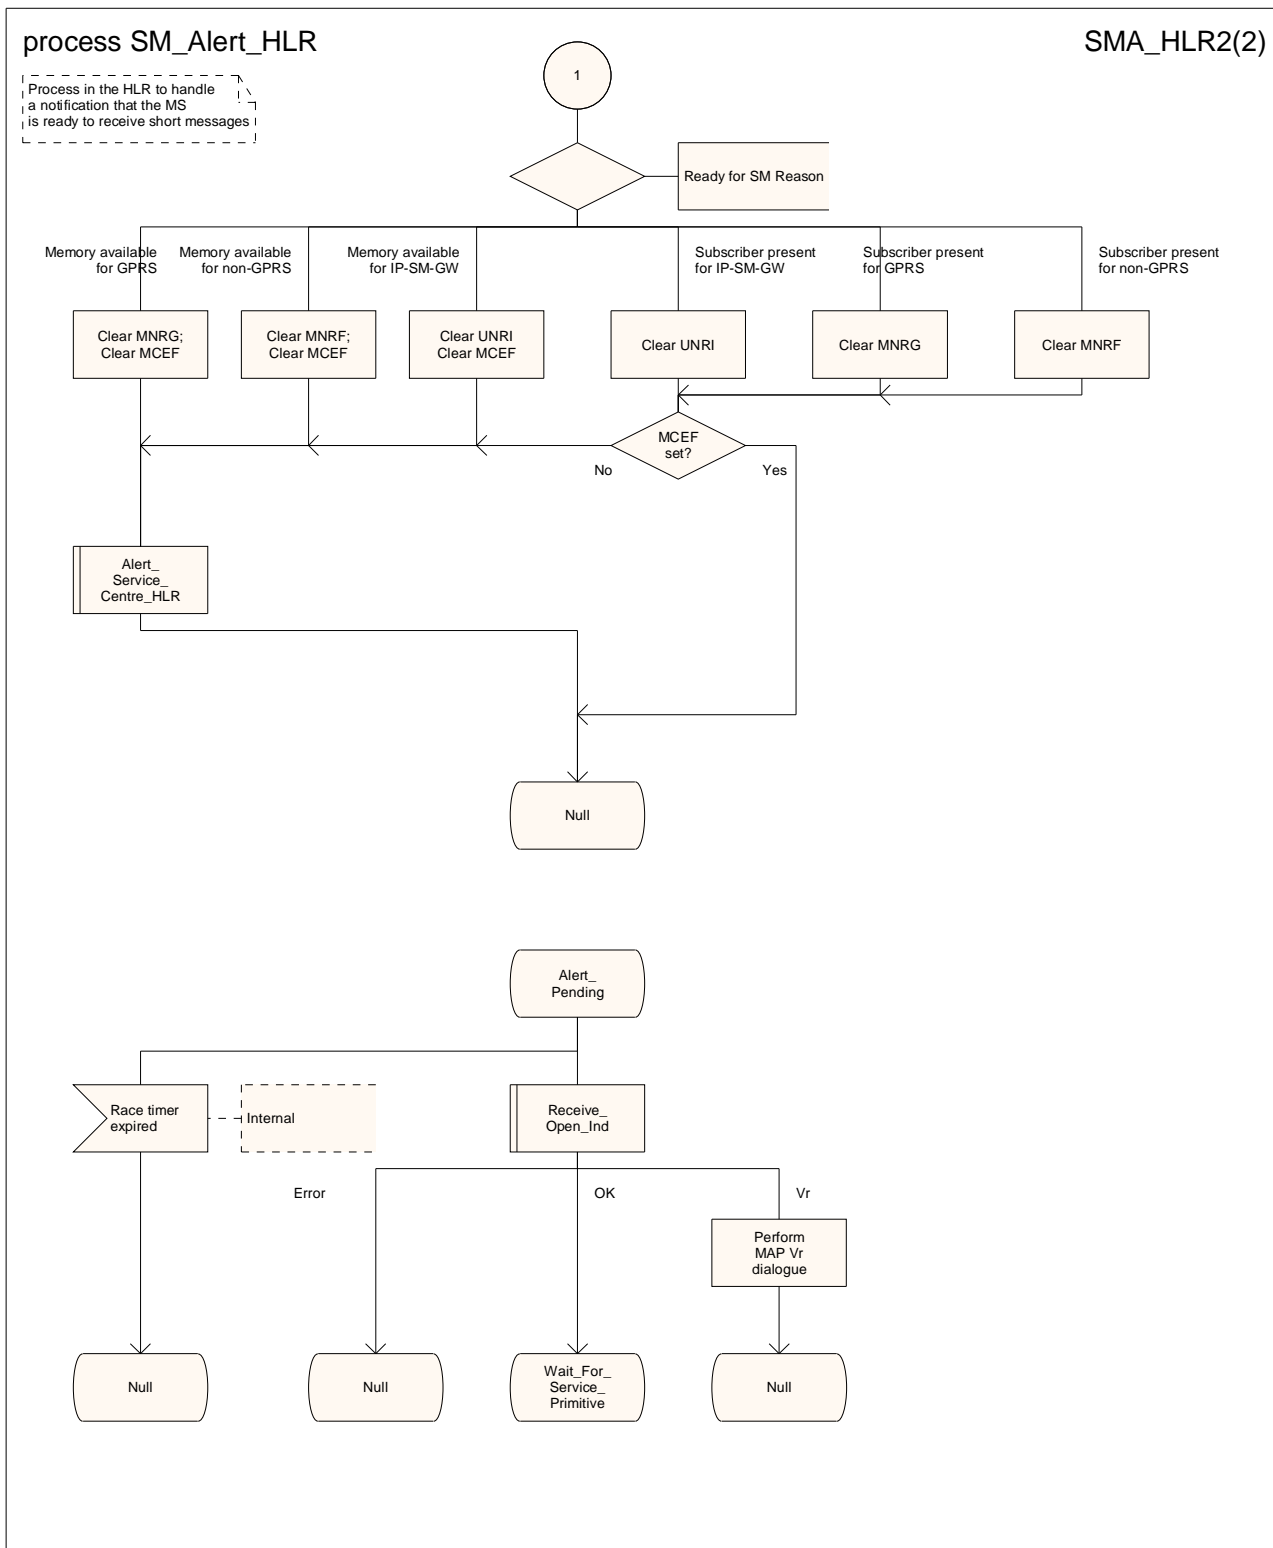 process SM_Alert_HLR
SMA_HLR2(2)
Process in the HLR to handle
a notification that the MS
is ready to receive short messages
1
Ready for SM Reason
Memory available
for GPRS
Memory available
for non-GPRS
Memory available
for IP-SM-GW
Subscriber present
for IP-SM-GW
Subscriber present
for GPRS
Subscriber present
for non-GPRS
Clear MNRG;
Clear MCEF
Clear MNRF;
Clear MCEF
Clear UNRI
Clear MCEF
Clear UNRI
Clear MNRG
Clear MNRF
MCEF
set?
No
Yes
Alert_
Service_
Centre_HLR
Null
Alert_
Pending
Race timer
expired
Internal
Receive_
Open_Ind
Error
OK
Vr
Perform
MAP Vr
dialogue
Null
Null
Wait_For_
Service_
Primitive
Null